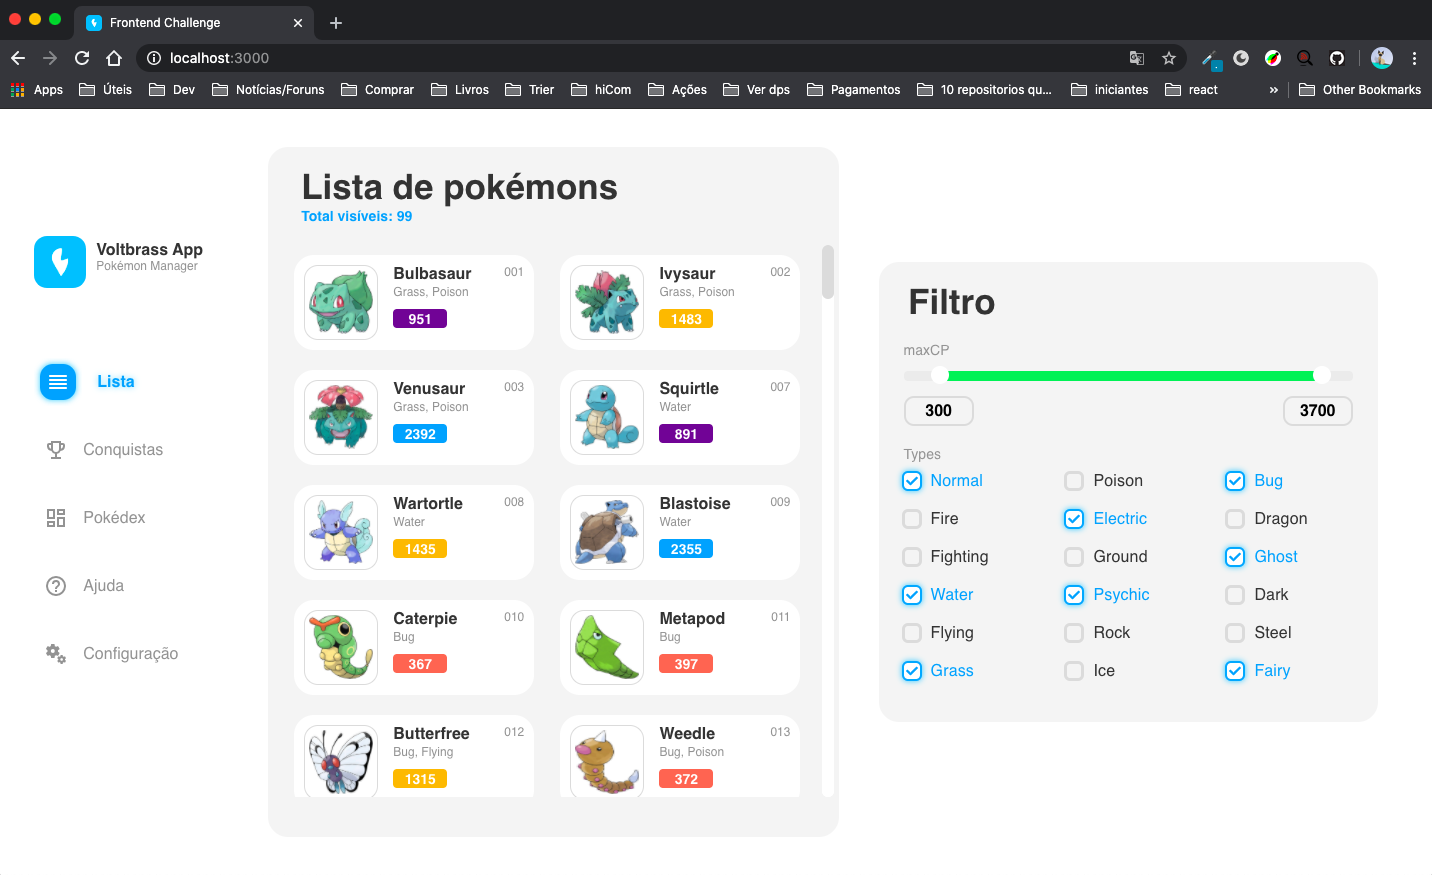 Frontend Challenge
localhost:3000
Apps Úteis Dev Notícias/Foruns Comprar Livros Trier hiCom Ações Ver dps Pagamentos 10 repositorios qu... iniciantes react » Other Bookmarks
Voltbrass App
Pokémon Manager
Lista
Conquistas
Pokédex
Ajuda
Configuração
Lista de pokémons
Total visíveis: 99
Bulbasaur 001
Grass, Poison
951
Ivysaur 002
Grass, Poison
1483
Venusaur 003
Grass, Poison
2392
Squirtle 007
Water
891
Wartortle 008
Water
1435
Blastoise 009
Water
2355
Caterpie 010
Bug
367
Metapod 011
Bug
397
Butterfree 012
Bug, Flying
1315
Weedle 013
Bug, Poison
372
Filtro
maxCP
300 3700
Types
Normal Poison Bug
Fire Electric Dragon
Fighting Ground Ghost
Water Psychic Dark
Flying Rock Steel
Grass Ice Fairy